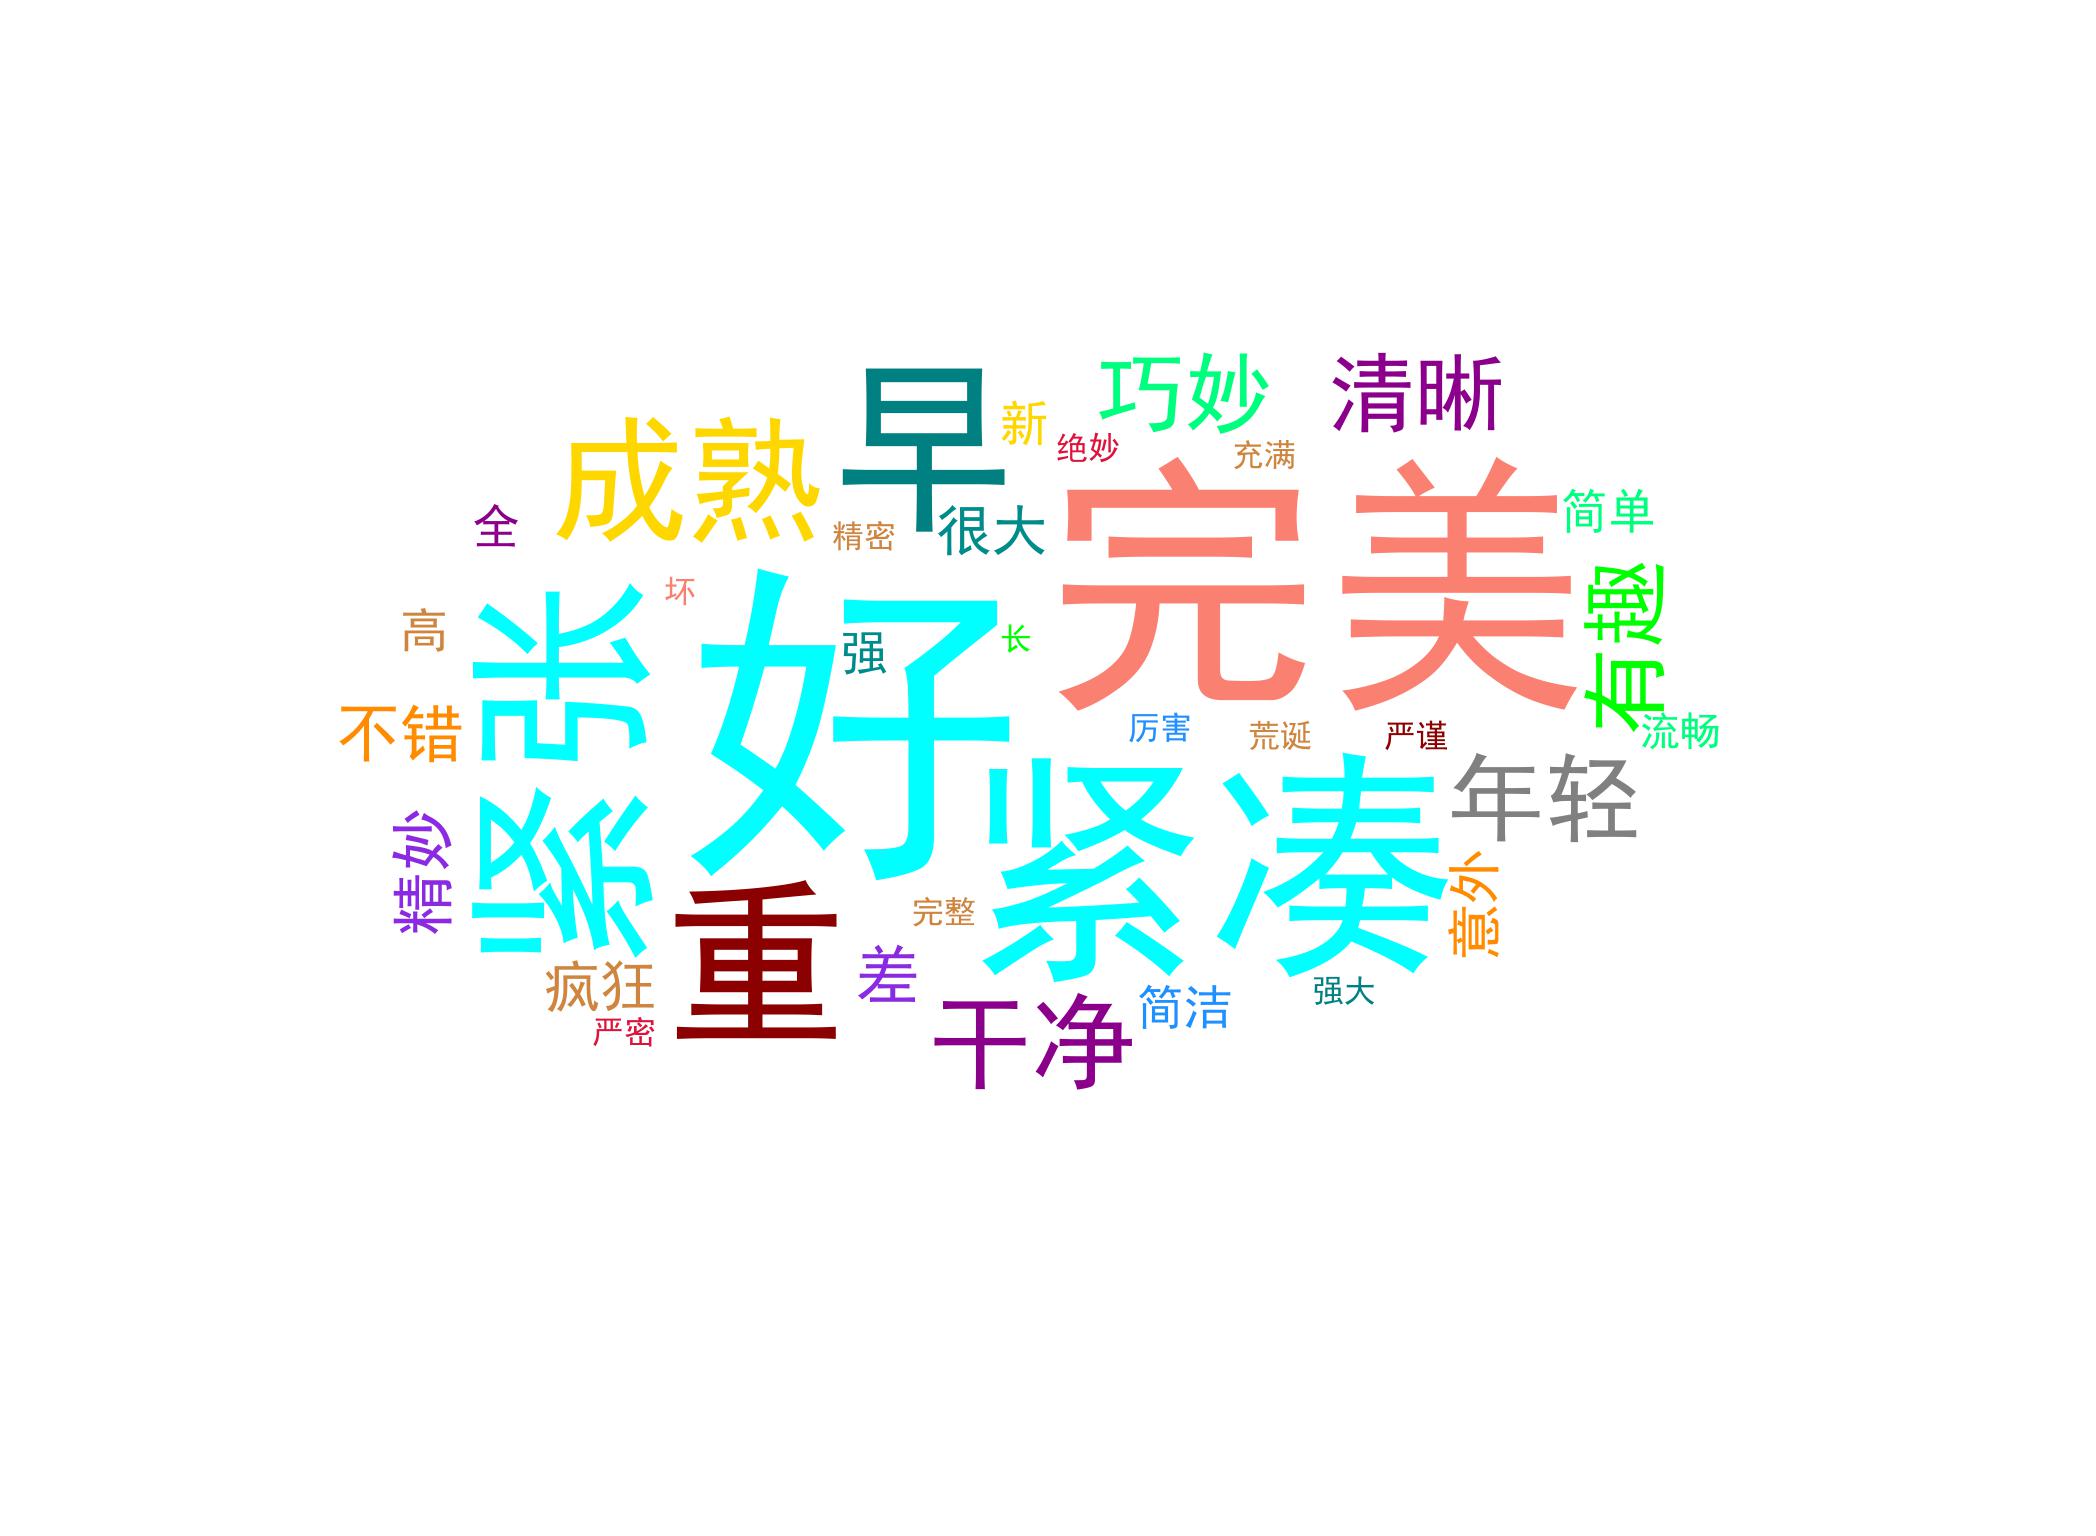 巧妙
清晰
早
新
成熟
绝妙
充满
完美
简单
全
精密
很大
坏
好
强
长
有趣
高
紧张
不错
厉害
荒诞
严谨
流畅
紧凑
年轻
精妙
意外
重
完整
差
疯狂
简洁
强大
严密
干净